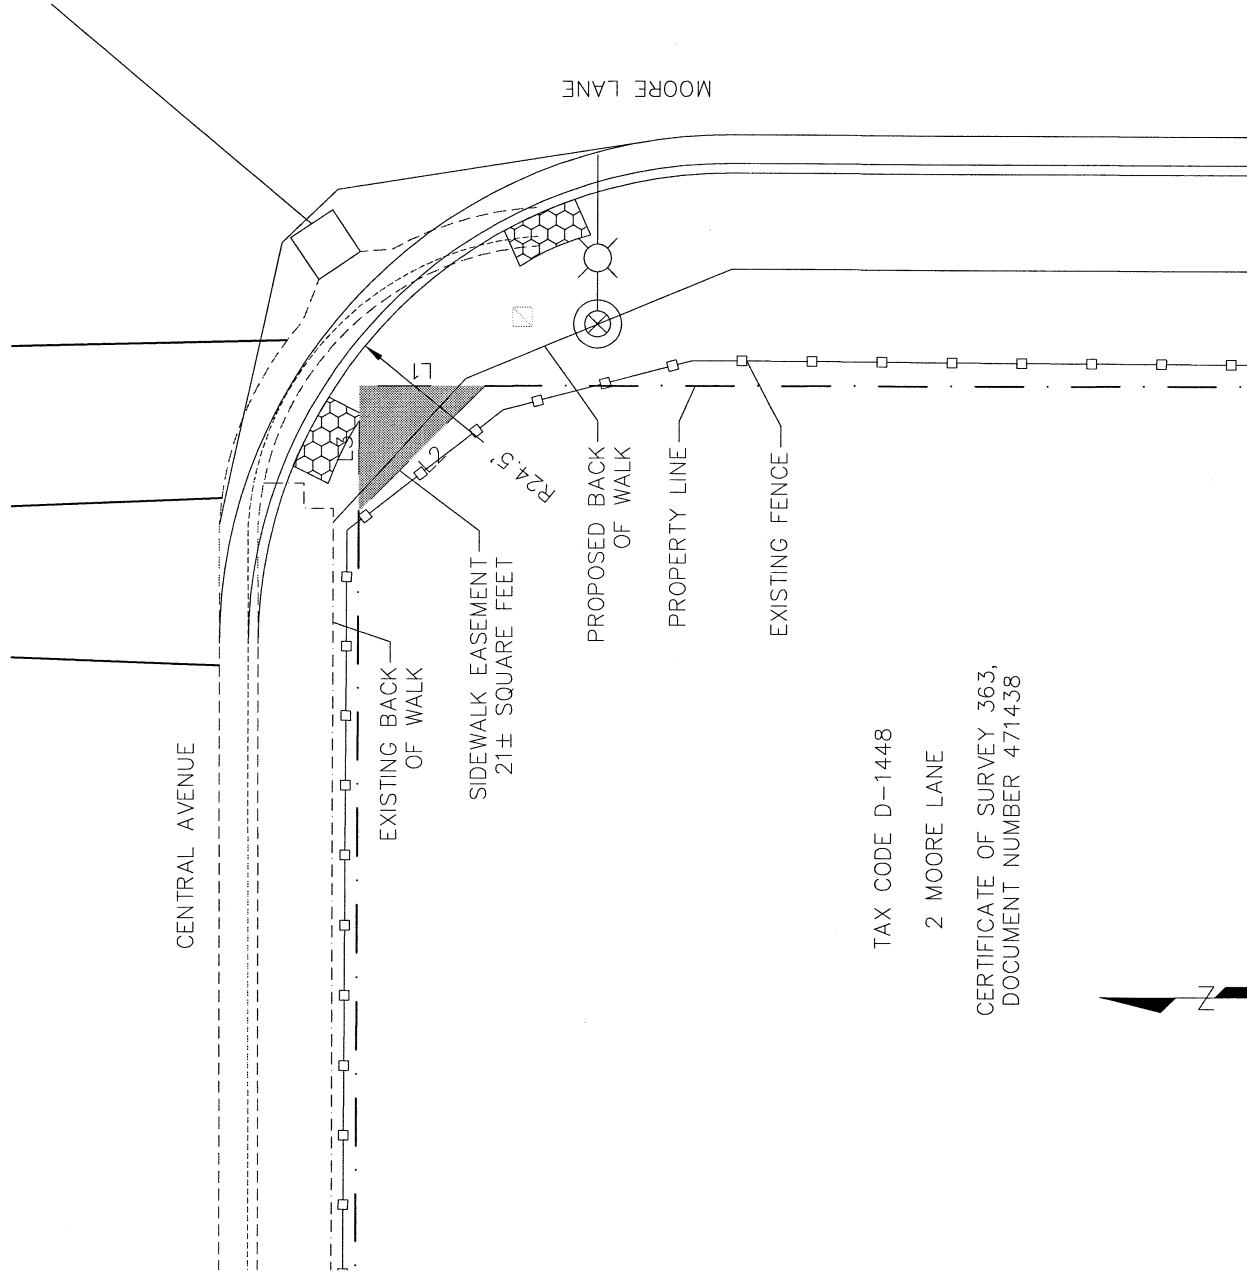 MOORE LANE
L1
L3
L2
R24.5'
CENTRAL AVENUE
EXISTING BACK
OF WALK
SIDEWALK EASEMENT
21± SQUARE FEET
PROPOSED BACK
OF WALK
PROPERTY LINE
EXISTING FENCE
TAX CODE D-1448
2 MOORE LANE
CERTIFICATE OF SURVEY 363,
DOCUMENT NUMBER 471438
N